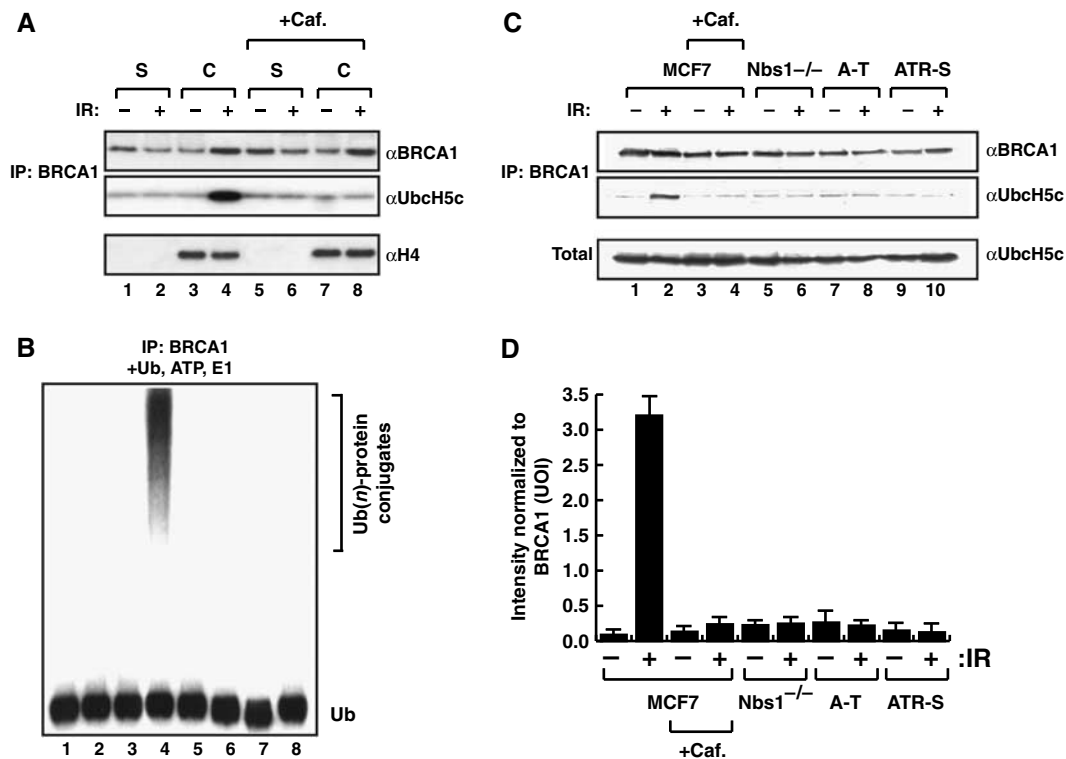 A
+Caf.
S C S C
IR: – + – + – + – +
IP: BRCA1
αBRCA1
αUbcH5c
αH4
1 2 3 4 5 6 7 8
B
IP: BRCA1
+Ub, ATP, E1
Ub(n)-protein
conjugates
Ub
1 2 3 4 5 6 7 8
C
+Caf.
MCF7 Nbs1–/– A-T ATR-S
IR: – + – + – + – + – +
IP: BRCA1
αBRCA1
αUbcH5c
Total
αUbcH5c
1 2 3 4 5 6 7 8 9 10
D
Intensity normalized to
BRCA1 (UOI)
3.5
3.0
2.5
2.0
1.5
1.0
0.5
0.0
– + – + – + – + – + :IR
MCF7 Nbs1–/– A-T ATR-S
+Caf.